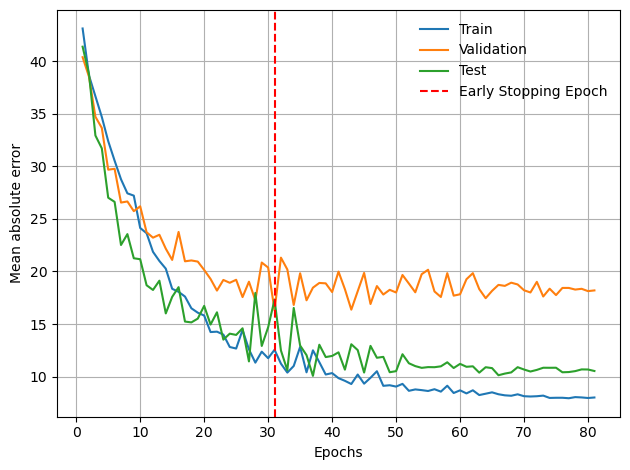 Train
Validation
Test
Early Stopping Epoch
Mean absolute error
40
35
30
25
20
15
10
0 10 20 30 40 50 60 70 80
Epochs